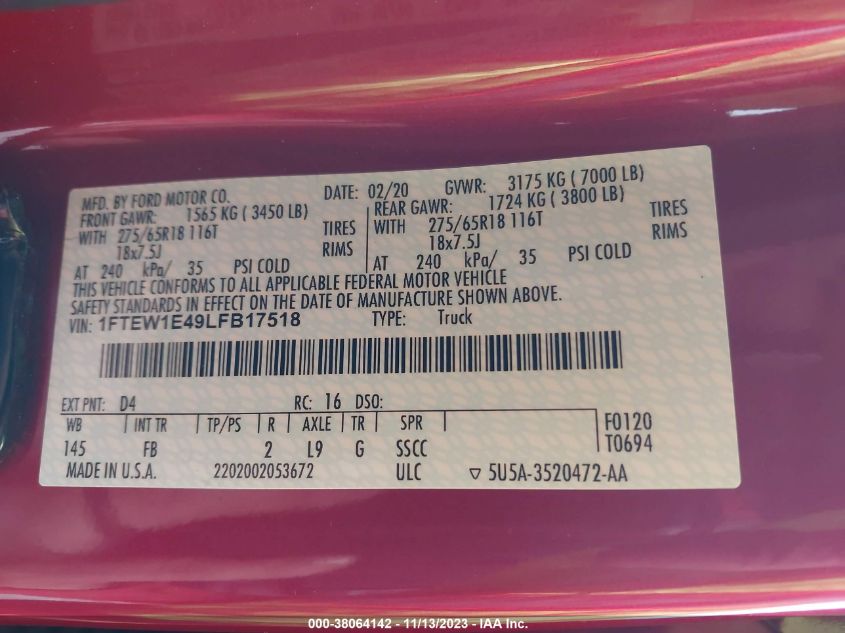 MFD. BY FORD MOTOR CO. DATE: 02/20 GVWR: 3175 KG ( 7000 LB)
FRONT GAWR: 1565 KG ( 3450 LB) REAR GAWR: 1724 KG ( 3800 LB)
WITH 275/65R18 116T TIRES WITH 275/65R18 116T TIRES
18x7.5J RIMS 18x7.5J RIMS
AT 240 kPa/ 35 PSI COLD AT 240 kPa/ 35 PSI COLD
THIS VEHICLE CONFORMS TO ALL APPLICABLE FEDERAL MOTOR VEHICLE
SAFETY STANDARDS IN EFFECT ON THE DATE OF MANUFACTURE SHOWN ABOVE.
VIN: 1FTEW1E49LFB17518 TYPE: Truck
EXT PNT: D4 RC: 16 DSO:
WB INT TR TP/PS R AXLE TR SPR F0120
145 FB 2 L9 G SSCC T0694
MADE IN U.S.A. 2202002053672 ULC ▽ 5U5A-3520472-AA
000-38064142 - 11/13/2023 - IAA Inc.